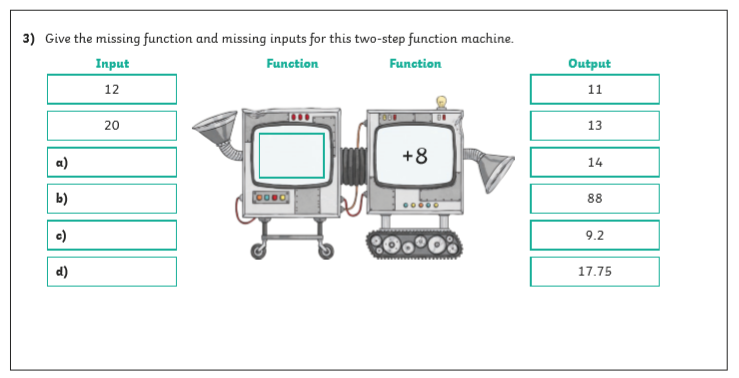 3) Give the missing function and missing inputs for this two-step function machine.
Input Function Function Output
12 11
20 13
a) +8 14
b) 88
c) 9.2
d) 17.75